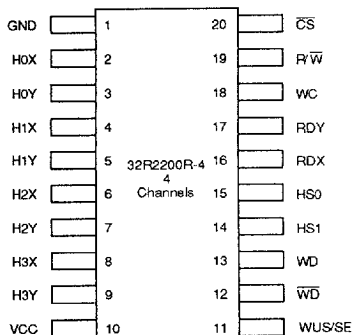 GND 1 20 C̅S̅
H0X 2 19 R/W̅
H0Y 3 18 WC
H1X 4 17 RDY
H1Y 5 32R2200R-4 16 RDX
4
Channels
H2X 6 15 HS0
H2Y 7 14 HS1
H3X 8 13 WD
H3Y 9 12 W̅D̅
VCC 10 11 WUS/SE